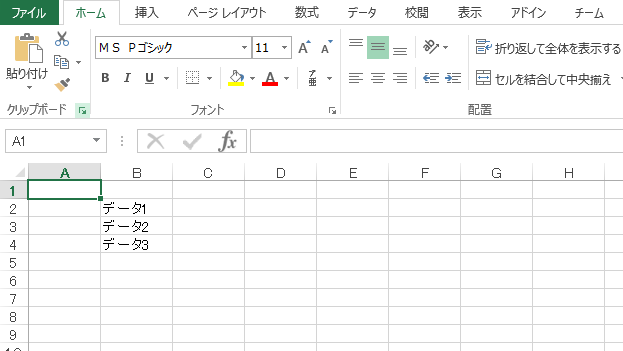 ファイル ホーム 挿入 ページ レイアウト 数式 データ 校閲 表示 アドイン チーム
貼り付け
ＭＳ Ｐゴシック 11 A A
折り返して全体を表示する
B I U A ア亜
セルを結合して中央揃え
クリップボード フォント 配置
A1 fx
A B C D E F G H
1
2 データ1
3 データ2
4 データ3
5
6
7
8
9
10